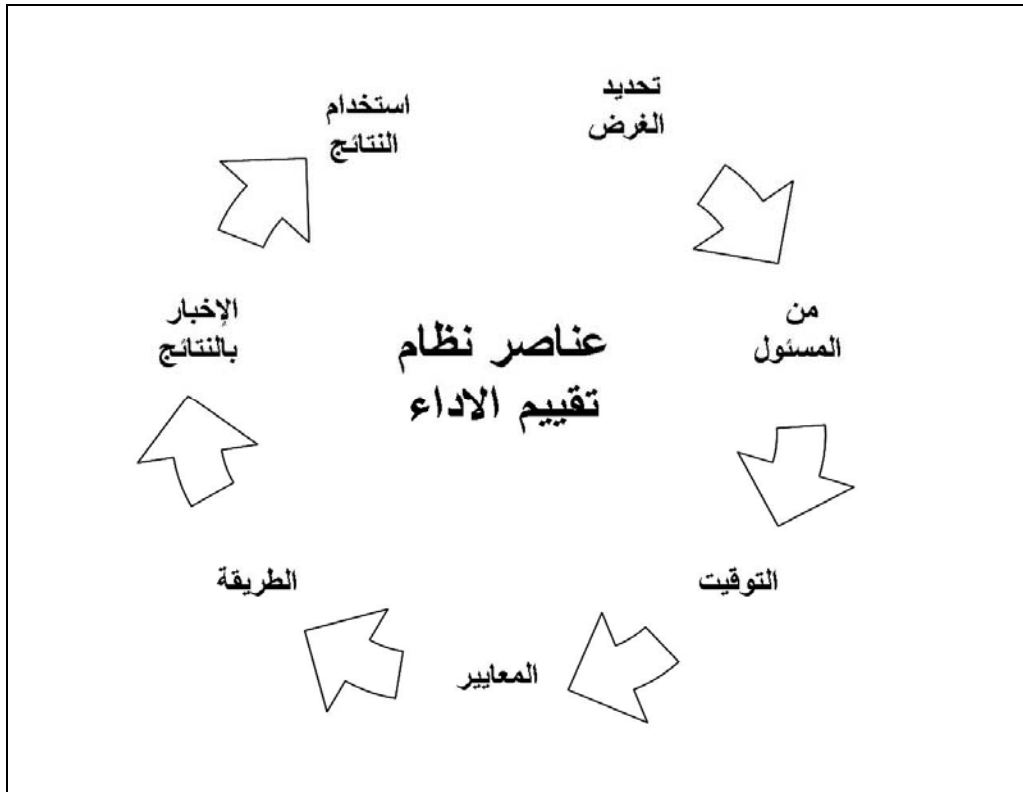 عناصر نظام
تقييم الاداء
تحديد
الغرض
من
المسئول
التوقيت
المعايير
الطريقة
الإخبار
بالنتائج
استخدام
النتائج